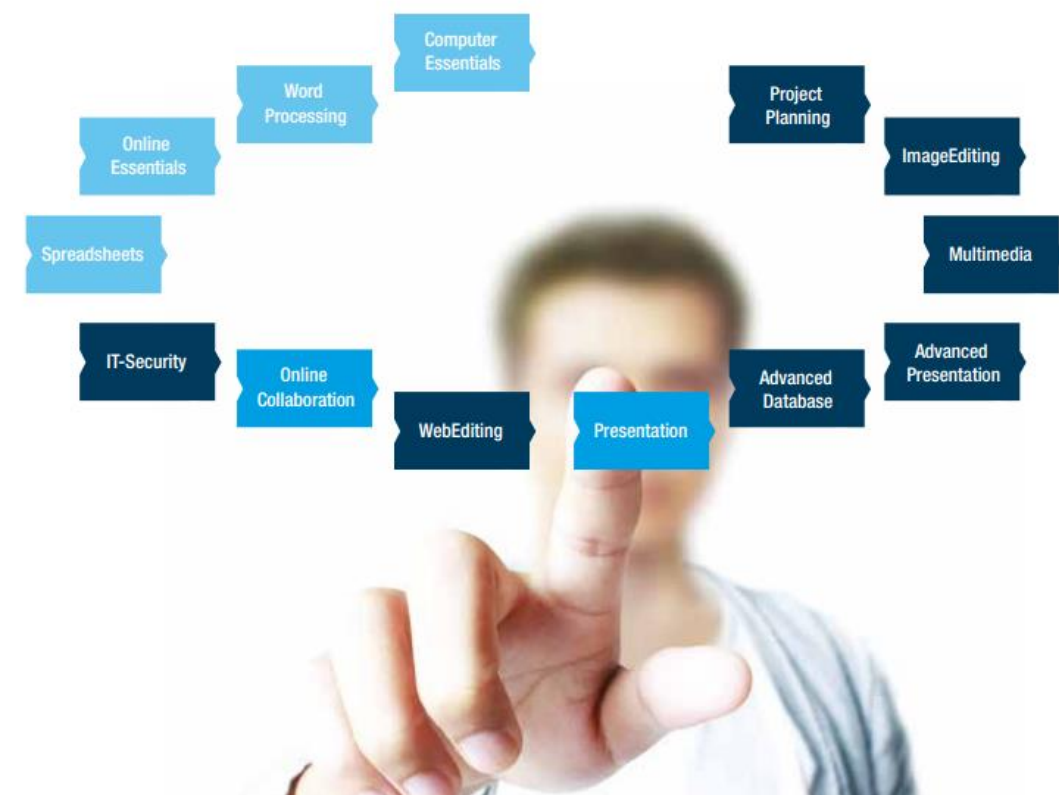 Computer
Essentials
Word
Processing
Project
Planning
Online
Essentials
ImageEditing
Spreadsheets
Multimedia
IT-Security
Online
Collaboration
WebEditing
Presentation
Advanced
Database
Advanced
Presentation